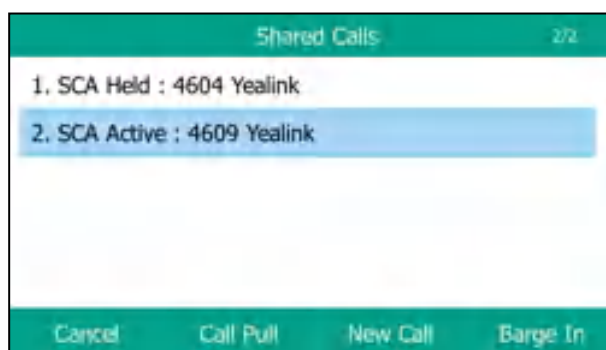 Shared Calls 2/2
1. SCA Held : 4604 Yealink
2. SCA Active : 4609 Yealink
Cancel Call Pull New Call Barge In